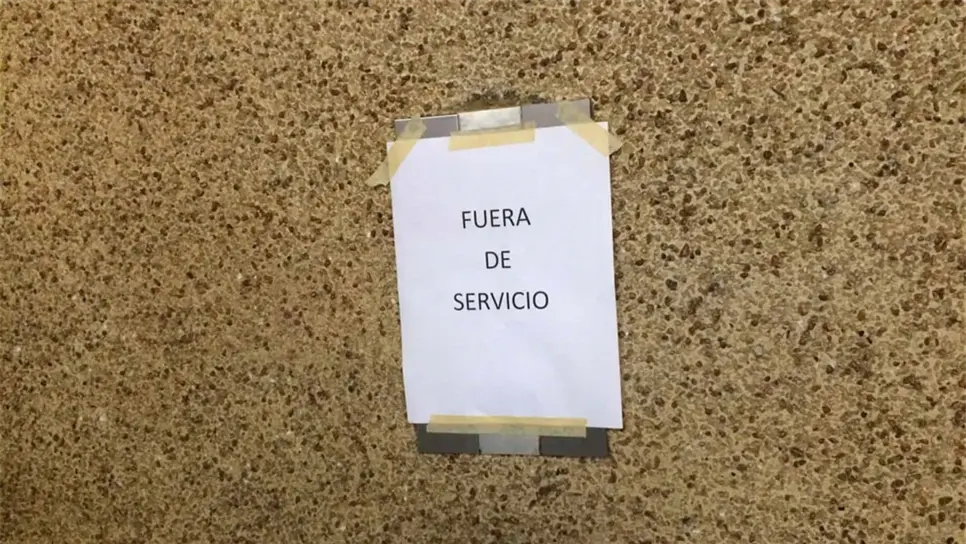 FUERA
DE
SERVICIO